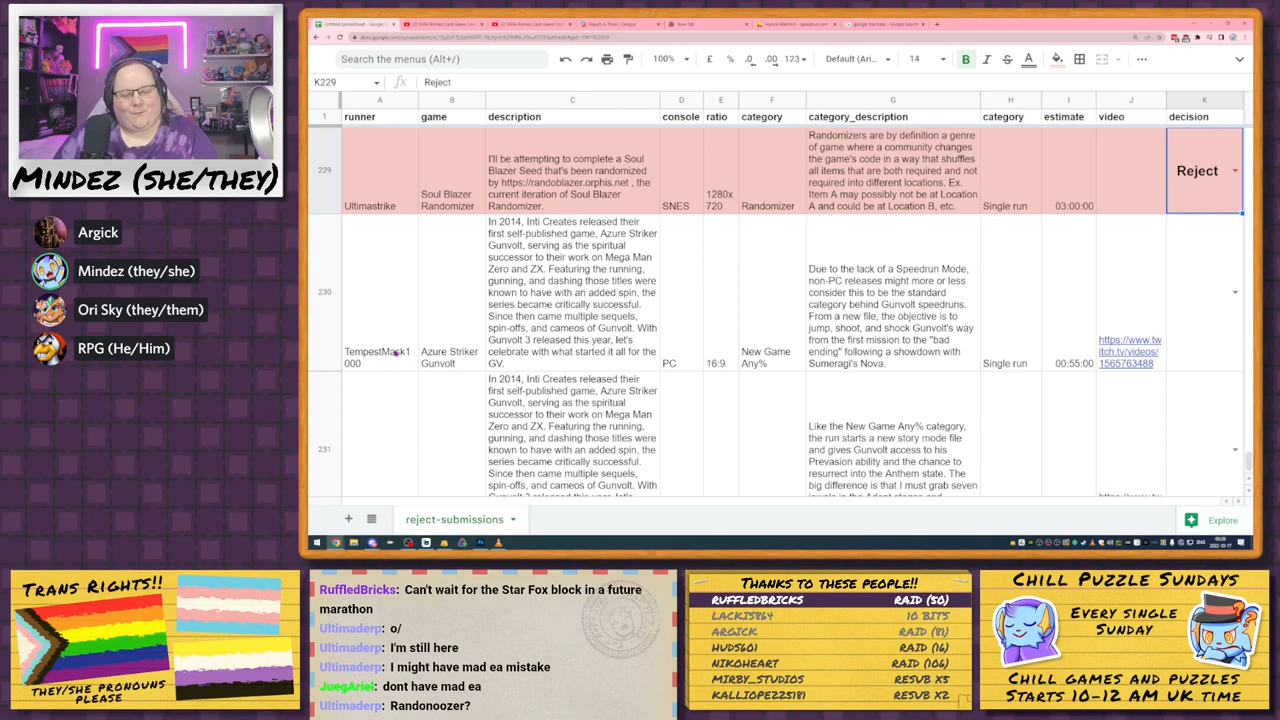 MINDEZ (SHE/THEY)
Argick
Mindez (they/she)
Ori Sky (they/them)
RPG (He/Him)
Search the menus (Alt+/)
100%
£
%
.0
.00
123
Default (Ari...
14
B
I
S
A
K229
fx
Reject
A
B
C
D
E
F
G
H
I
J
K
1
runner
game
description
console
ratio
category
category_description
category
estimate
video
decision
229
Ultimastrike
Soul Blazer
Randomizer
I'll be attempting to complete a Soul
Blazer Seed that's been randomized
by https://randoblazer.orphis.net , the
current iteration of Soul Blazer
Randomizer.
SNES
1280x
720
Randomizer
Randomizers are by definition a genre
of game where a community changes
the game's code in a way that shuffles
all items that are both required and not
required into different locations. Ex.
Item A may possibly not be at Location
A and could be at Location B, etc.
Single run
03:00:00
Reject
230
TempestMask1
000
Azure Striker
Gunvolt
In 2014, Inti Creates released their
first self-published game, Azure Striker
Gunvolt, serving as the spiritual
successor to their work on Mega Man
Zero and ZX. Featuring the running,
gunning, and dashing those titles were
known to have with an added spin, the
series became critically successful.
Since then came multiple sequels,
spin-offs, and cameos of Gunvolt. With
Gunvolt 3 released this year, let's
celebrate with what started it all for the
GV.
PC
16:9
New Game
Any%
Due to the lack of a Speedrun Mode,
non-PC releases might more or less
consider this to be the standard
category behind Gunvolt speedruns.
From a new file, the objective is to
jump, shoot, and shock Gunvolt's way
from the first mission to the "bad
ending" following a showdown with
Sumeragi's Nova.
Single run
00:55:00
https://www.tw
itch.tv/videos/
1565763488
231
In 2014, Inti Creates released their
first self-published game, Azure Striker
Gunvolt, serving as the spiritual
successor to their work on Mega Man
Zero and ZX. Featuring the running,
gunning, and dashing those titles were
known to have with an added spin, the
series became critically successful.
Since then came multiple sequels,
spin-offs, and cameos of Gunvolt. With
Gunvolt 3 released this year, let's
Like the New Game Any% category,
the run starts a new story mode file
and gives Gunvolt access to his
Prevasion ability and the chance to
resurrect into the Anthem state. The
big difference is that I must grab seven
reject-submissions
Explore
00:29
2022-10-17
TRANS RIGHTS!!
THEY/SHE PRONOUNS
PLEASE
RuffledBricks: Can't wait for the Star Fox block in a future
marathon
Ultimaderp: o/
Ultimaderp: I'm still here
Ultimaderp: I might have mad ea mistake
JuegAriel: dont have mad ea
Ultimaderp: Randonoozer?
THANKS TO THESE PEOPLE!!
RUFFLEDBRICKS RAID (50)
LACKIS864 10 BITS
ARGICK RAID (81)
HUDS601 RAID (16)
NIKOHEART RAID (106)
MIRBY_STUDIOS RESUB X5
KALLIOPE225181 RESUB X2
CHILL PUZZLE SUNDAYS
EVERY SINGLE
SUNDAY
CHILL GAMES AND PUZZLES
STARTS 10-12 AM UK TIME